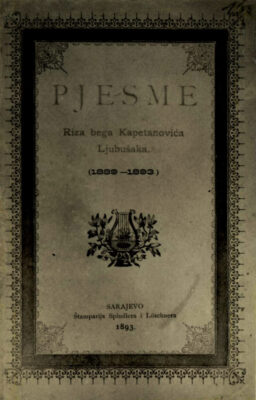 PJESME
Riza bega Kapetanovića
Ljubušaka.
(1889—1893)
SARAJEVO
Štamparija Spindlera i Löschnera
1893.